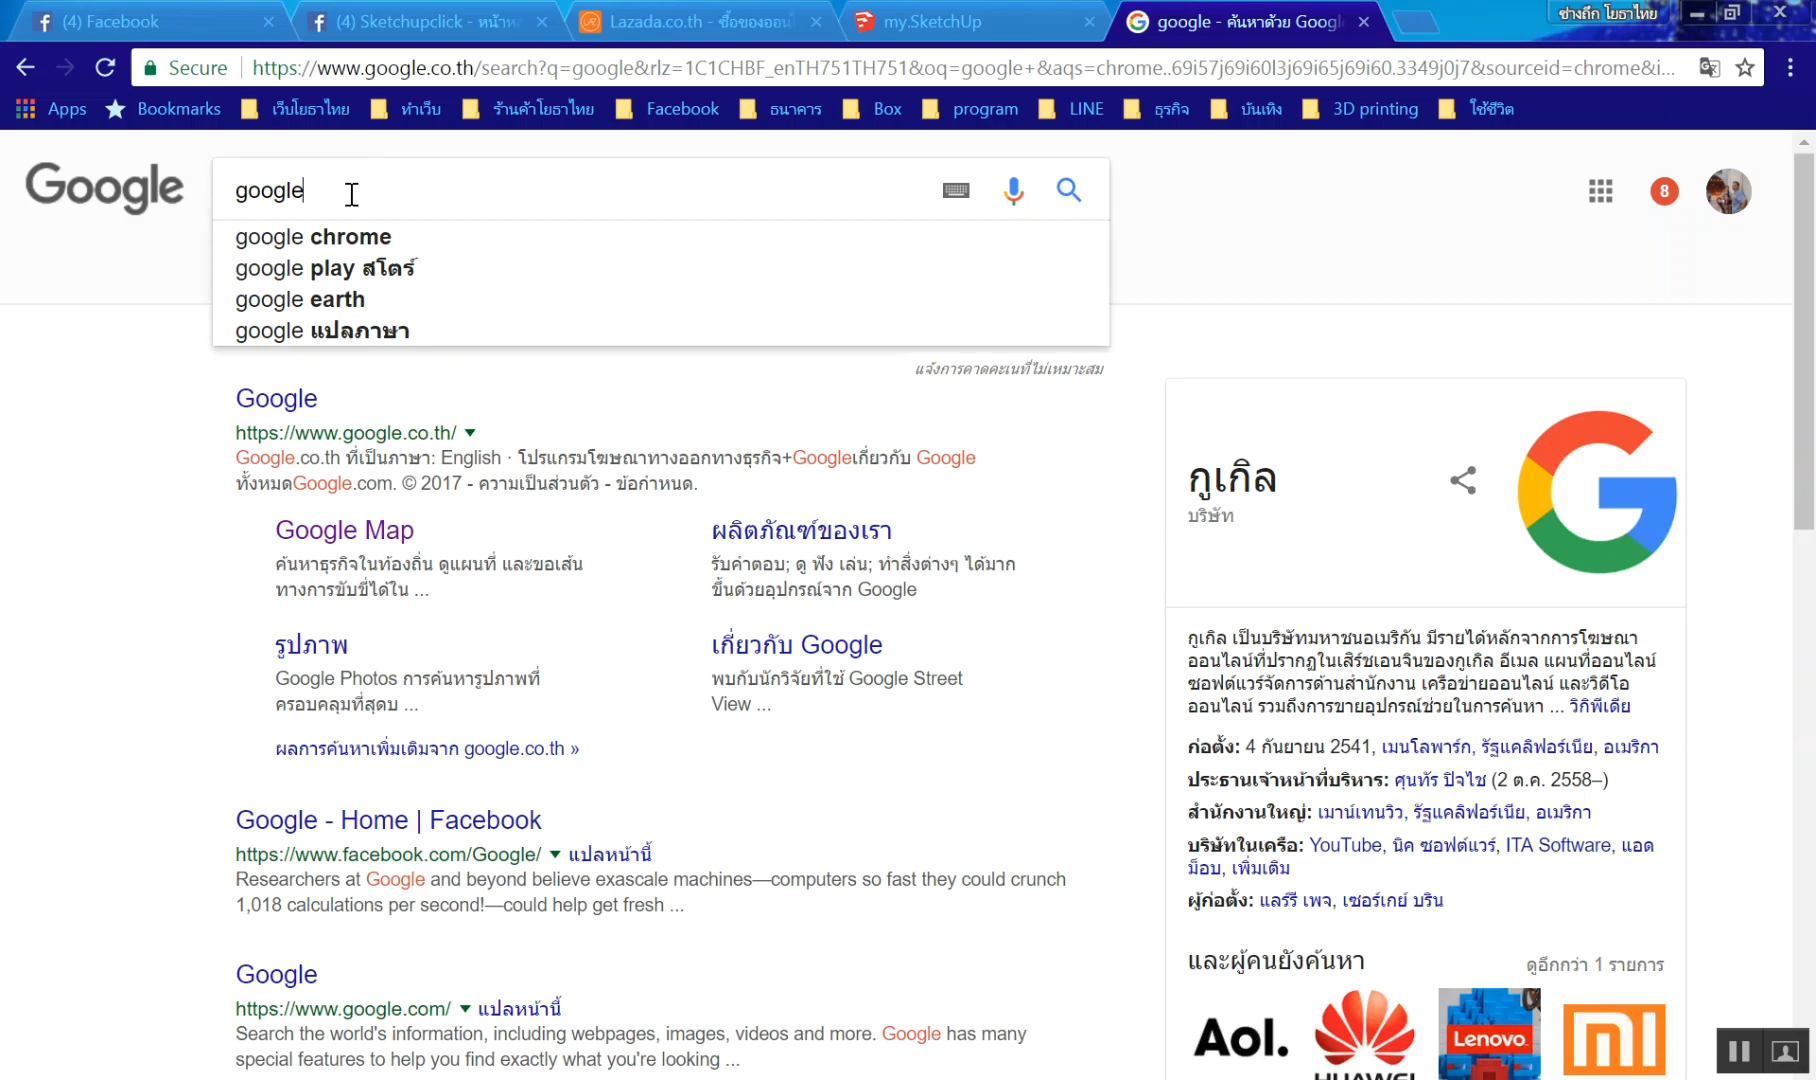 (4) Facebook
(4) Sketchupclick - หน้าห
Lazada.co.th - ซื้อของออนไ
my.SketchUp
google - ค้นหาด้วย Googl
ช่างถึก โยธาไทย
Secure
https://www.google.co.th/search?q=google&rlz=1C1CHBF_enTH751TH751&oq=google+&aqs=chrome..69i57j69i60l3j69i65j69i60.3349j0j7&sourceid=chrome&i...
Apps
Bookmarks
เว็บโยธาไทย
ทำเว็บ
ร้านค้าโยธาไทย
Facebook
ธนาคาร
Box
program
LINE
ธุรกิจ
บันเทิง
3D printing
ใช้ชีวิต
Google
google
8
google chrome
google play สโตร์
google earth
google แปลภาษา
แจ้งการคาดคะเนที่ไม่เหมาะสม
Google
https://www.google.co.th/
Google.co.th ที่เป็นภาษา: English · โปรแกรมโฆษณาทางออกทางธุรกิจ+Googleเกี่ยวกับ Google
ทั้งหมดGoogle.com. © 2017 - ความเป็นส่วนตัว - ข้อกำหนด.
Google Map
ค้นหาธุรกิจในท้องถิ่น ดูแผนที่ และขอเส้น
ทางการขับขี่ได้ใน ...
ผลิตภัณฑ์ของเรา
รับคำตอบ; ดู ฟัง เล่น; ทำสิ่งต่างๆ ได้มาก
ขึ้นด้วยอุปกรณ์จาก Google
รูปภาพ
Google Photos การค้นหารูปภาพที่
ครอบคลุมที่สุดบ ...
เกี่ยวกับ Google
พบกับนักวิจัยที่ใช้ Google Street
View ...
ผลการค้นหาเพิ่มเติมจาก google.co.th »
Google - Home | Facebook
https://www.facebook.com/Google/ แปลหน้านี้
Researchers at Google and beyond believe exascale machines—computers so fast they could crunch
1,018 calculations per second!—could help get fresh ...
Google
https://www.google.com/ แปลหน้านี้
Search the world's information, including webpages, images, videos and more. Google has many
special features to help you find exactly what you're looking ...
กูเกิล
บริษัท
กูเกิล เป็นบริษัทมหาชนอเมริกัน มีรายได้หลักจากการโฆษณา
ออนไลน์ที่ปรากฏในเสิร์ชเอนจินของกูเกิล อีเมล แผนที่ออนไลน์
ซอฟต์แวร์จัดการด้านสำนักงาน เครือข่ายออนไลน์ และวิดีโอ
ออนไลน์ รวมถึงการขายอุปกรณ์ช่วยในการค้นหา ... วิกิพีเดีย
ก่อตั้ง: 4 กันยายน 2541, เมนโลพาร์ก, รัฐแคลิฟอร์เนีย, อเมริกา
ประธานเจ้าหน้าที่บริหาร: ศุนทัร ปิจไช (2 ต.ค. 2558–)
สำนักงานใหญ่: เมาน์เทนวิว, รัฐแคลิฟอร์เนีย, อเมริกา
บริษัทในเครือ: YouTube, นิค ซอฟต์แวร์, ITA Software, แอด
ม็อบ, เพิ่มเติม
ผู้ก่อตั้ง: แลร์รี เพจ, เซอร์เกย์ บริน
และผู้คนยังค้นหา
ดูอีกกว่า 1 รายการ
Aol.
HUAWEI
Lenovo
MI